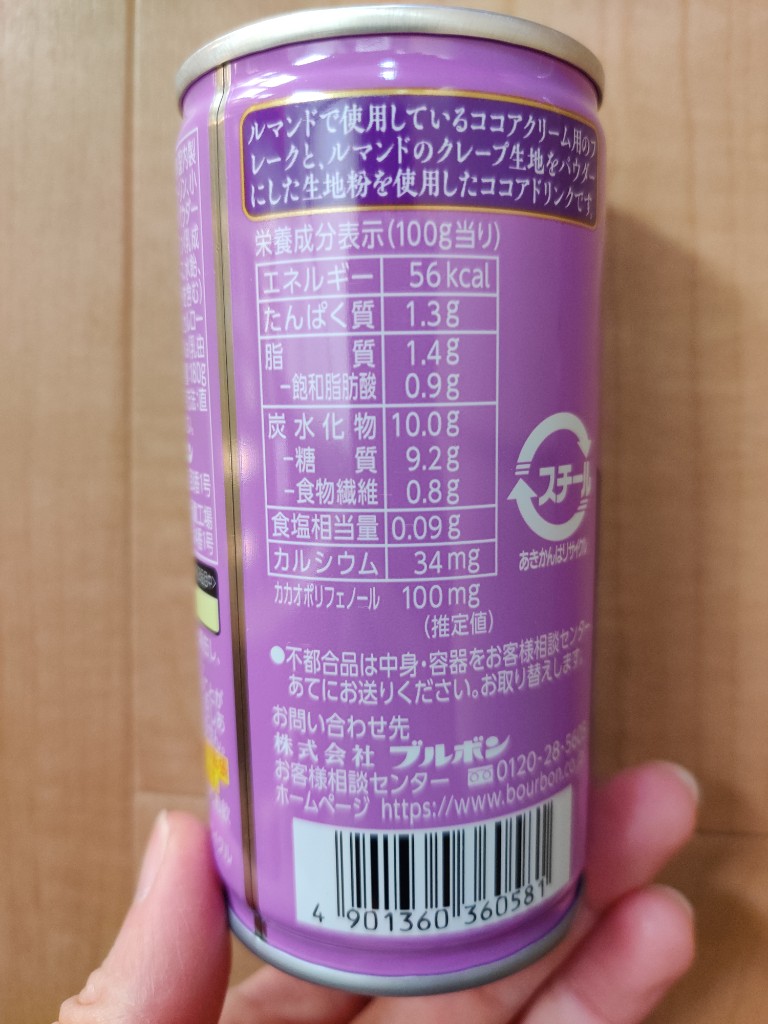 ルマンドで使用しているココアクリーム用のフ
レークと、ルマンドのクレープ生地をパウダー
にした生地粉を使用したココアドリンクです。
栄養成分表示(100g当り)
エネルギー 56kcal
たんぱく質 1.3g
脂質 1.4g
-飽和脂肪酸 0.9g
炭水化物 10.0g
-糖質 9.2g
-食物繊維 0.8g
食塩相当量 0.09g
カルシウム 34mg
カカオポリフェノール 100mg
(推定値)
スチール
あきかんはリサイクル
●不都合品は中身・容器をお客様相談センター
あてにお送りください。お取り替えします。
お問い合わせ先
株式会社 ブルボン
お客様相談センター 0120-28-5605
ホームページ https://www.bourbon.co.
4 901360 360581